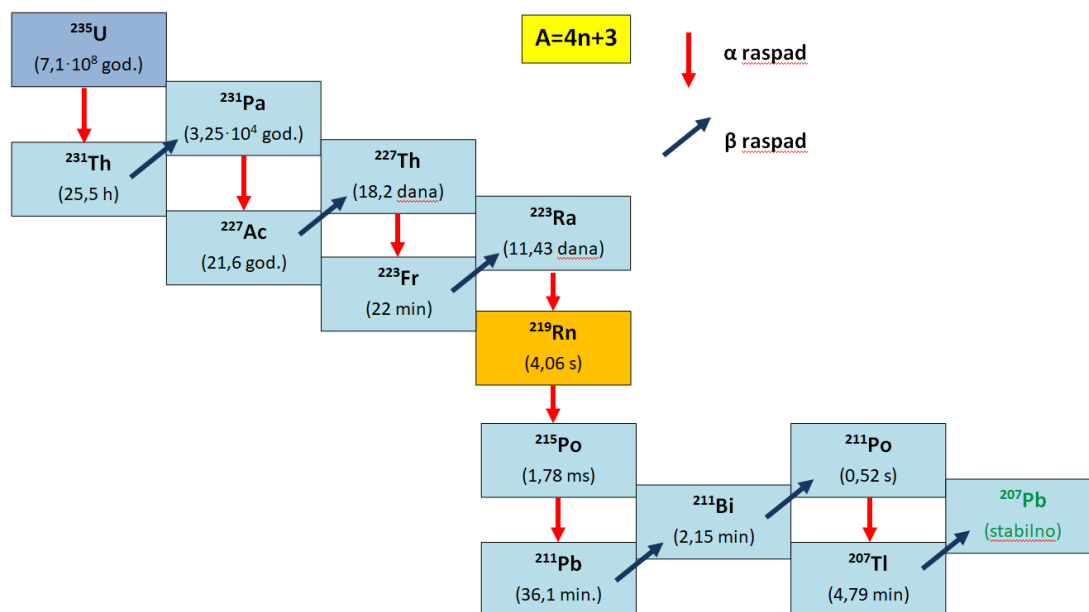 ²³⁵U
(7,1·10⁸ god.)
A=4n+3
α raspad
β raspad
²³¹Pa
(3,25·10⁴ god.)
²³¹Th
(25,5 h)
²²⁷Th
(18,2 dana)
²²⁷Ac
(21,6 god.)
²²³Ra
(11,43 dana)
²²³Fr
(22 min)
²¹⁹Rn
(4,06 s)
²¹⁵Po
(1,78 ms)
²¹¹Po
(0,52 s)
²¹¹Bi
(2,15 min)
²⁰⁷Pb
(stabilno)
²¹¹Pb
(36,1 min.)
²⁰⁷Tl
(4,79 min)